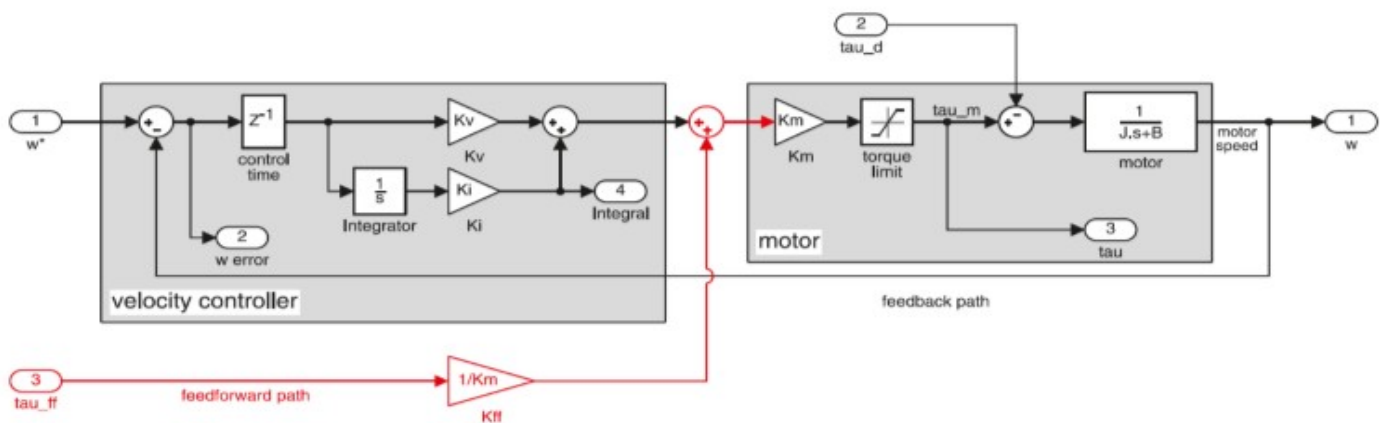 2
tau_d
1
w*
+
-
z-1
control
time
Kv
Kv
+
+
+
+
Km
Km
torque
limit
tau_m
+
-
1
J.s+B
motor
motor
speed
1
w
1
s
Integrator
Ki
Ki
4
Integral
2
w error
3
tau
motor
velocity controller
feedback path
3
tau_ff
feedforward path
1/Km
Kff